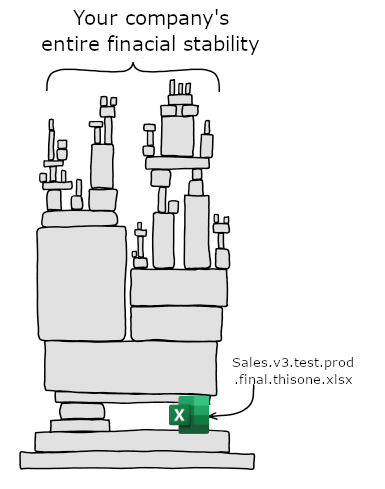 Your company's
entire finacial stability
Sales.v3.test.prod
.final.thisone.xlsx
X